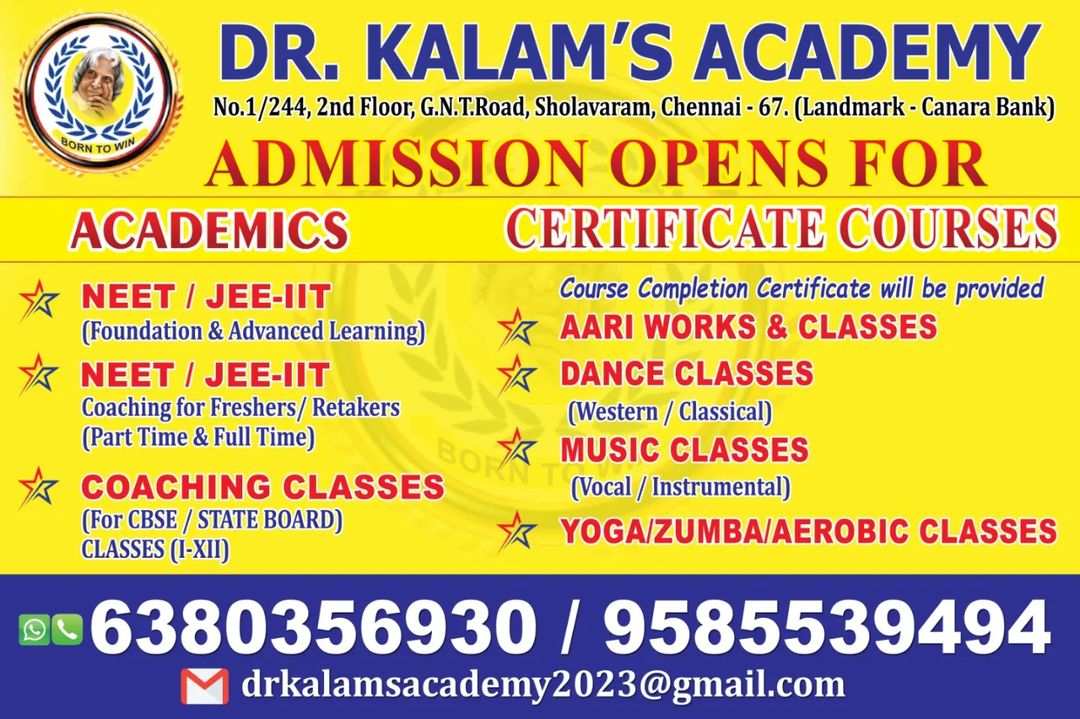 DR. KALAM'S ACADEMY
No.1/244, 2nd Floor, G.N.T.Road, Sholavaram, Chennai - 67. (Landmark - Canara Bank)
BORN TO WIN
ADMISSION OPENS FOR
ACADEMICS
NEET / JEE-IIT
(Foundation & Advanced Learning)
NEET / JEE-IIT
Coaching for Freshers/ Retakers
(Part Time & Full Time)
COACHING CLASSES
(For CBSE / STATE BOARD)
CLASSES (I-XII)
CERTIFICATE COURSES
Course Completion Certificate will be provided
AARI WORKS & CLASSES
DANCE CLASSES
(Western / Classical)
MUSIC CLASSES
(Vocal / Instrumental)
YOGA/ZUMBA/AEROBIC CLASSES
BORN TO WIN
6380356930 / 9585539494
drkalamsacademy2023@gmail.com